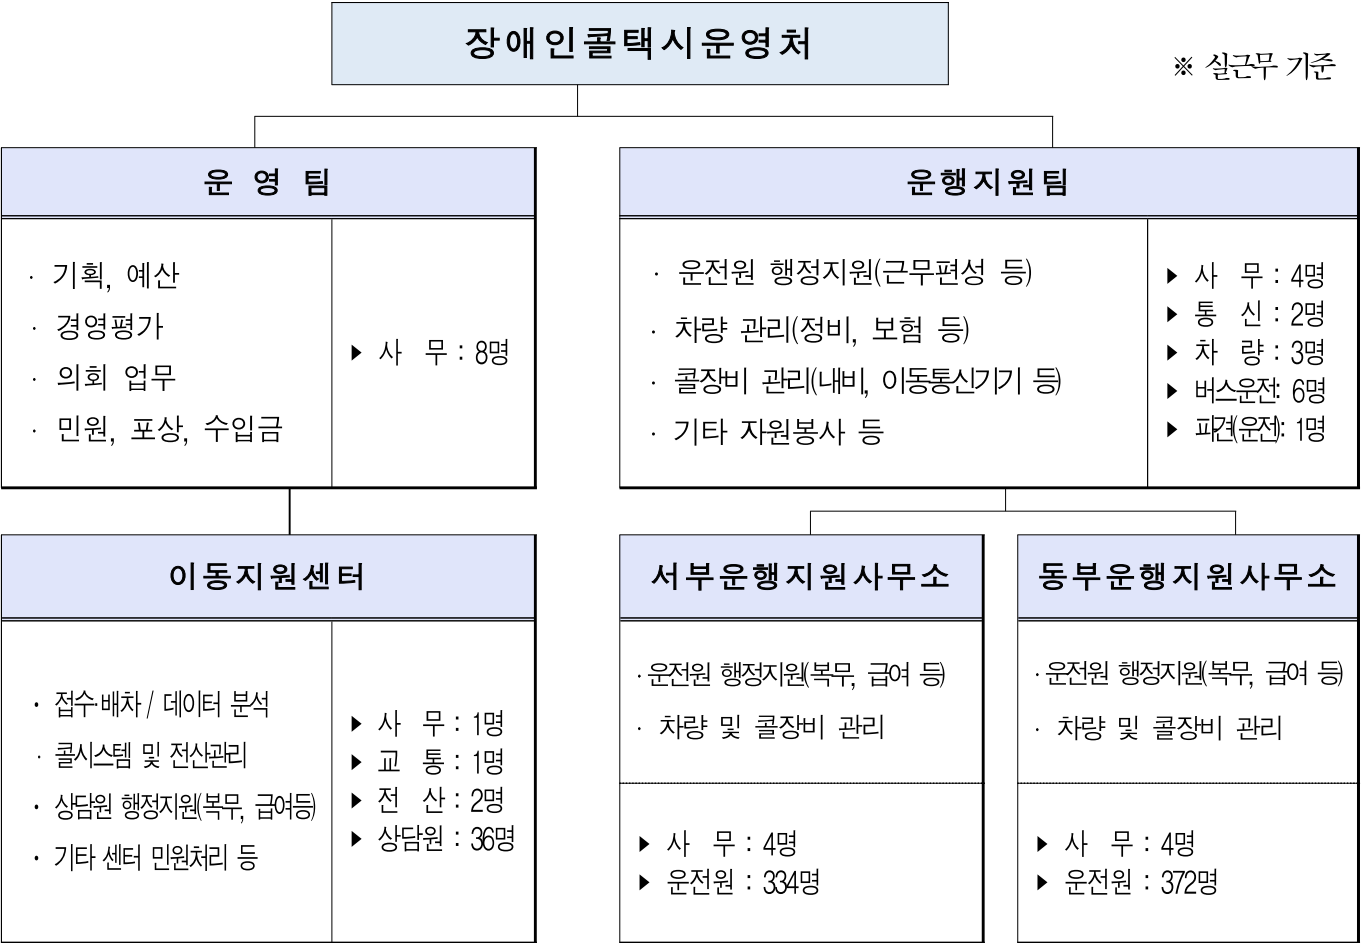 장애인콜택시운영처
※ 실근무 기준
운 영 팀
· 기획, 예산
· 경영평가
· 의회 업무
· 민원, 포상, 수입금
▶ 사 무 : 8명
운행지원팀
· 운전원 행정지원(근무편성 등)
· 차량 관리(정비, 보험 등)
· 콜장비 관리(내비, 이동통신기기 등)
· 기타 자원봉사 등
▶ 사 무 : 4명
▶ 통 신 : 2명
▶ 차 량 : 3명
▶ 버스운전: 6명
▶ 파견(운전): 1명
이동지원센터
· 접수·배차 / 데이터 분석
· 콜시스템 및 전산관리
· 상담원 행정지원(복무, 급여등)
· 기타 센터 민원처리 등
▶ 사 무 : 1명
▶ 교 통 : 1명
▶ 전 산 : 2명
▶ 상담원 : 36명
서부운행지원사무소
· 운전원 행정지원(복무, 급여 등)
· 차량 및 콜장비 관리
▶ 사 무 : 4명
▶ 운전원 : 334명
동부운행지원사무소
· 운전원 행정지원(복무, 급여 등)
· 차량 및 콜장비 관리
▶ 사 무 : 4명
▶ 운전원 : 372명